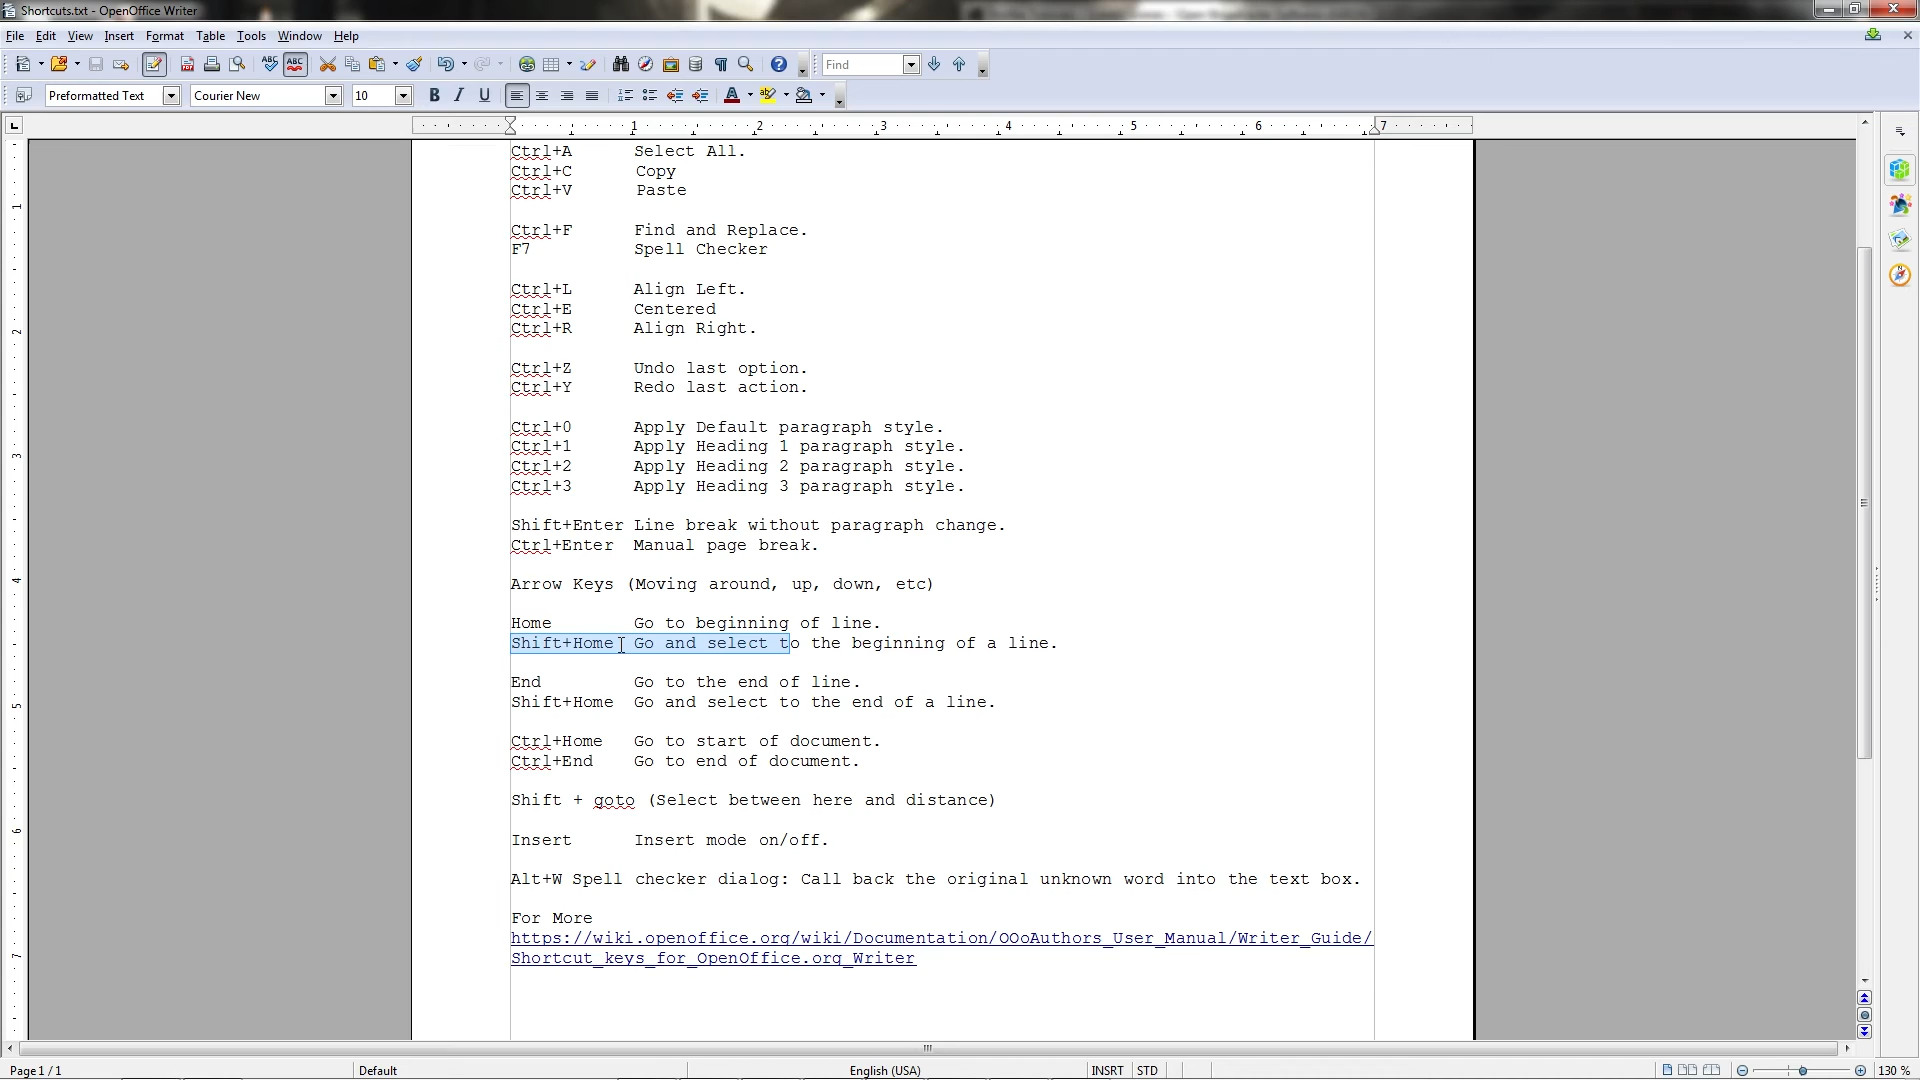 Shortcuts.txt - OpenOffice Writer
File Edit View Insert Format Table Tools Window Help
Find
Preformatted Text Courier New 10
1 2 3 4 5 6 7
Ctrl+A Select All.
Ctrl+C Copy
Ctrl+V Paste
Ctrl+F Find and Replace.
F7 Spell Checker
Ctrl+L Align Left.
Ctrl+E Centered
Ctrl+R Align Right.
Ctrl+Z Undo last option.
Ctrl+Y Redo last action.
Ctrl+0 Apply Default paragraph style.
Ctrl+1 Apply Heading 1 paragraph style.
Ctrl+2 Apply Heading 2 paragraph style.
Ctrl+3 Apply Heading 3 paragraph style.
Shift+Enter Line break without paragraph change.
Ctrl+Enter Manual page break.
Arrow Keys (Moving around, up, down, etc)
Home Go to beginning of line.
Shift+Home Go and select to the beginning of a line.
End Go to the end of line.
Shift+Home Go and select to the end of a line.
Ctrl+Home Go to start of document.
Ctrl+End Go to end of document.
Shift + goto (Select between here and distance)
Insert Insert mode on/off.
Alt+W Spell checker dialog: Call back the original unknown word into the text box.
For More
https://wiki.openoffice.org/wiki/Documentation/OOoAuthors_User_Manual/Writer_Guide/
Shortcut_keys_for_OpenOffice.org_Writer
Page 1 / 1 Default English (USA) INSRT STD 130 %